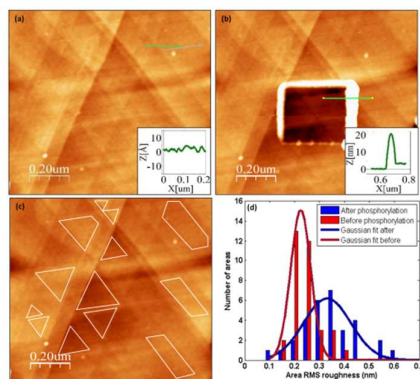 (a)
Z[Å]
10
0
-10
0 0.1 0.2
X[um]
0.20um
(b)
Z[nm]
20
10
0
0.6 0.8
X[um]
0.20um
(c)
0.20um
(d)
After phosphorylation
Before phosphorylation
Gaussian fit after
Gaussian fit before
Number of areas
16
14
12
10
8
6
4
2
0
0 0.1 0.2 0.3 0.4 0.5 0.6
Area RMS roughness (nm)